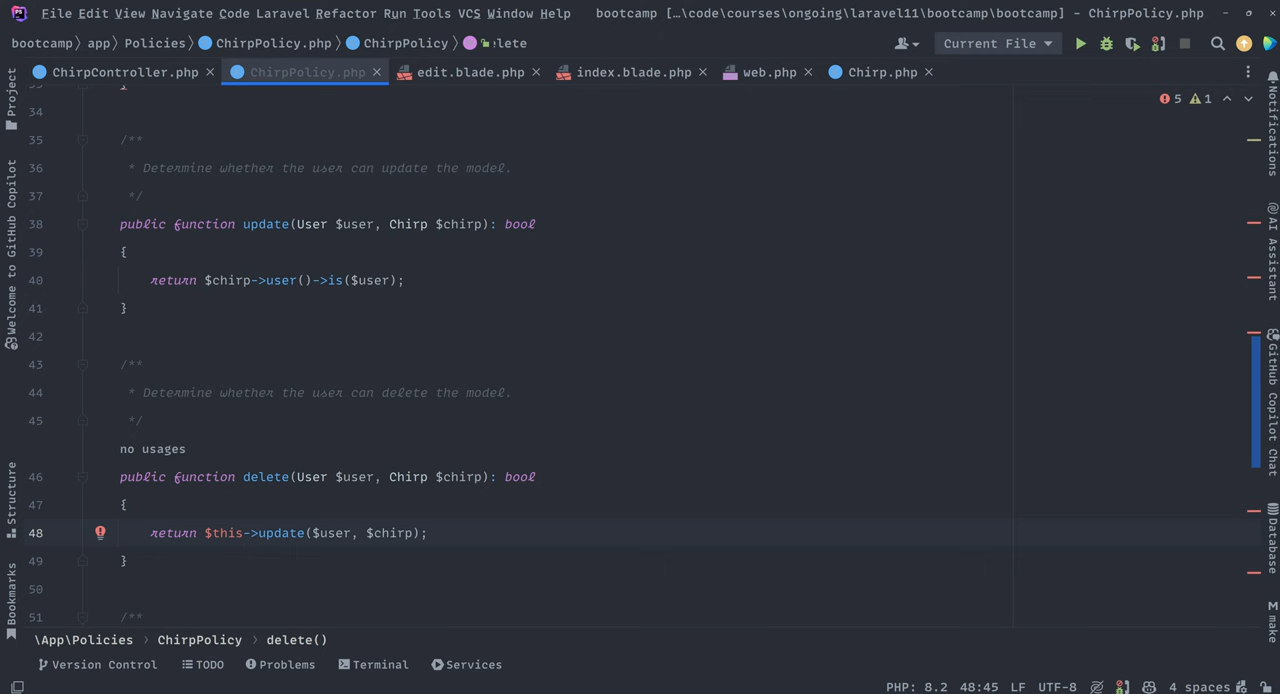 File Edit View Navigate Code Laravel Refactor Run Tools VCS Window Help bootcamp […\code\courses\ongoing\laravel11\bootcamp\bootcamp] - ChirpPolicy.php
bootcamp app Policies ChirpPolicy.php ChirpPolicy Current File
ChirpController.php ChirpPolicy.php edit.blade.php index.blade.php web.php Chirp.php
5 1
34
35 /**
36 * Determine whether the user can update the model.
37 */
38 public function update(User $user, Chirp $chirp): bool
39 {
40 return $chirp->user()->is($user);
41 }
42
43 /**
44 * Determine whether the user can delete the model.
45 */
no usages
46 public function delete(User $user, Chirp $chirp): bool
47 {
48 return $this->update($user, $chirp);
49 }
50
51 /**
\App\Policies › ChirpPolicy › delete()
Version Control TODO Problems Terminal Services
PHP: 8.2 48:45 LF UTF-8 4 spaces
Project
Welcome to GitHub Copilot
Structure
Bookmarks
Notifications
AI Assistant
GitHub Copilot Chat
Database
M make